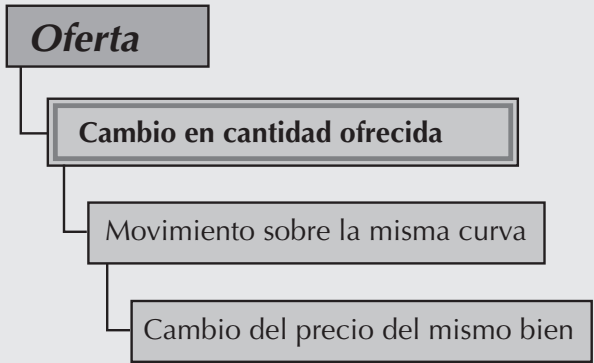 Oferta
Cambio en cantidad ofrecida
Movimiento sobre la misma curva
Cambio del precio del mismo bien